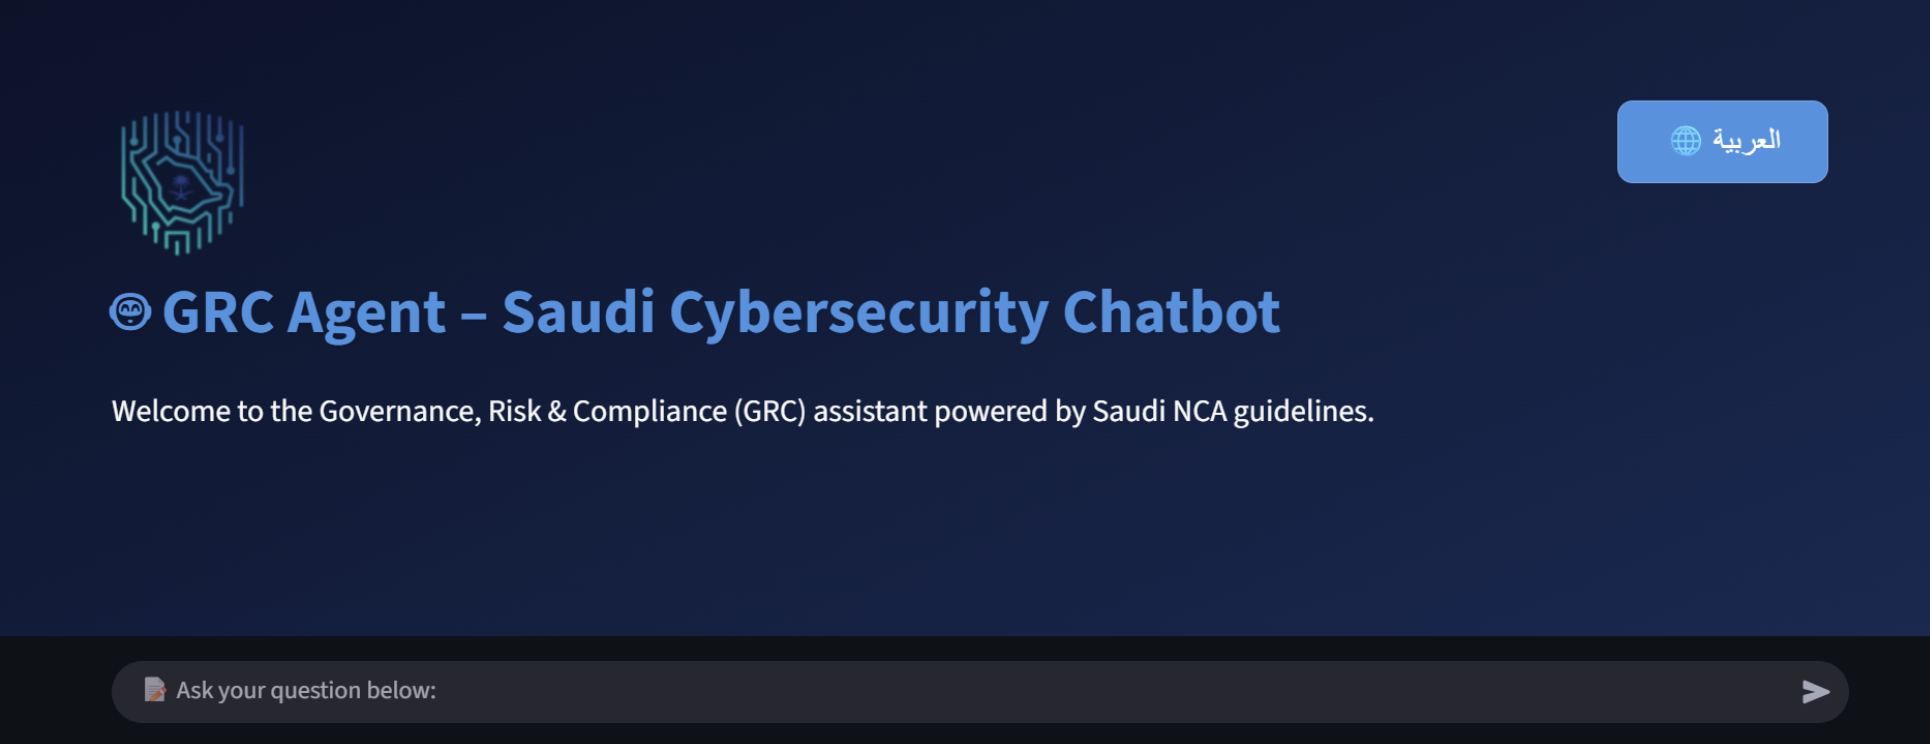 العربية
GRC Agent – Saudi Cybersecurity Chatbot
Welcome to the Governance, Risk & Compliance (GRC) assistant powered by Saudi NCA guidelines.
Ask your question below: